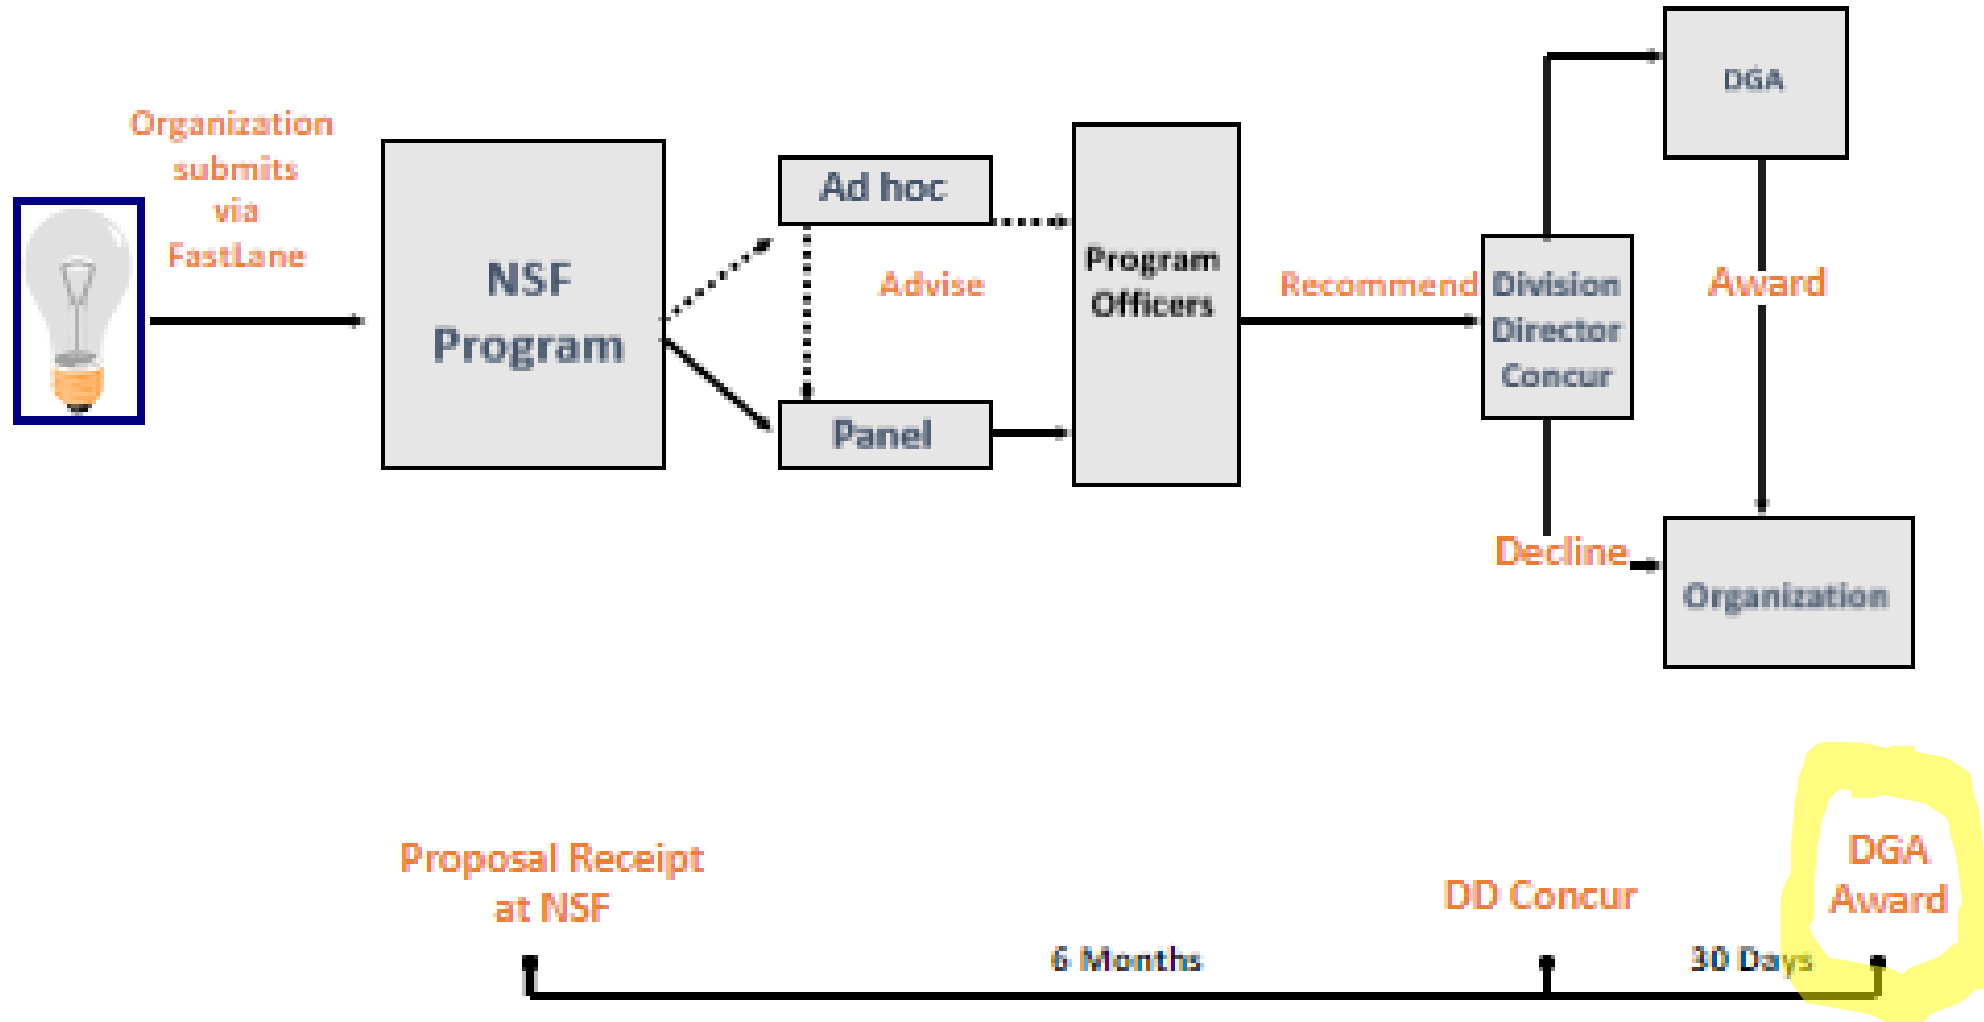 Organization
submits
via
FastLane
NSF
Program
Ad hoc
Advise
Panel
Program
Officers
Recommend
Division
Director
Concur
DGA
Award
Decline
Organization
Proposal Receipt
at NSF
6 Months
DD Concur
30 Days
DGA
Award